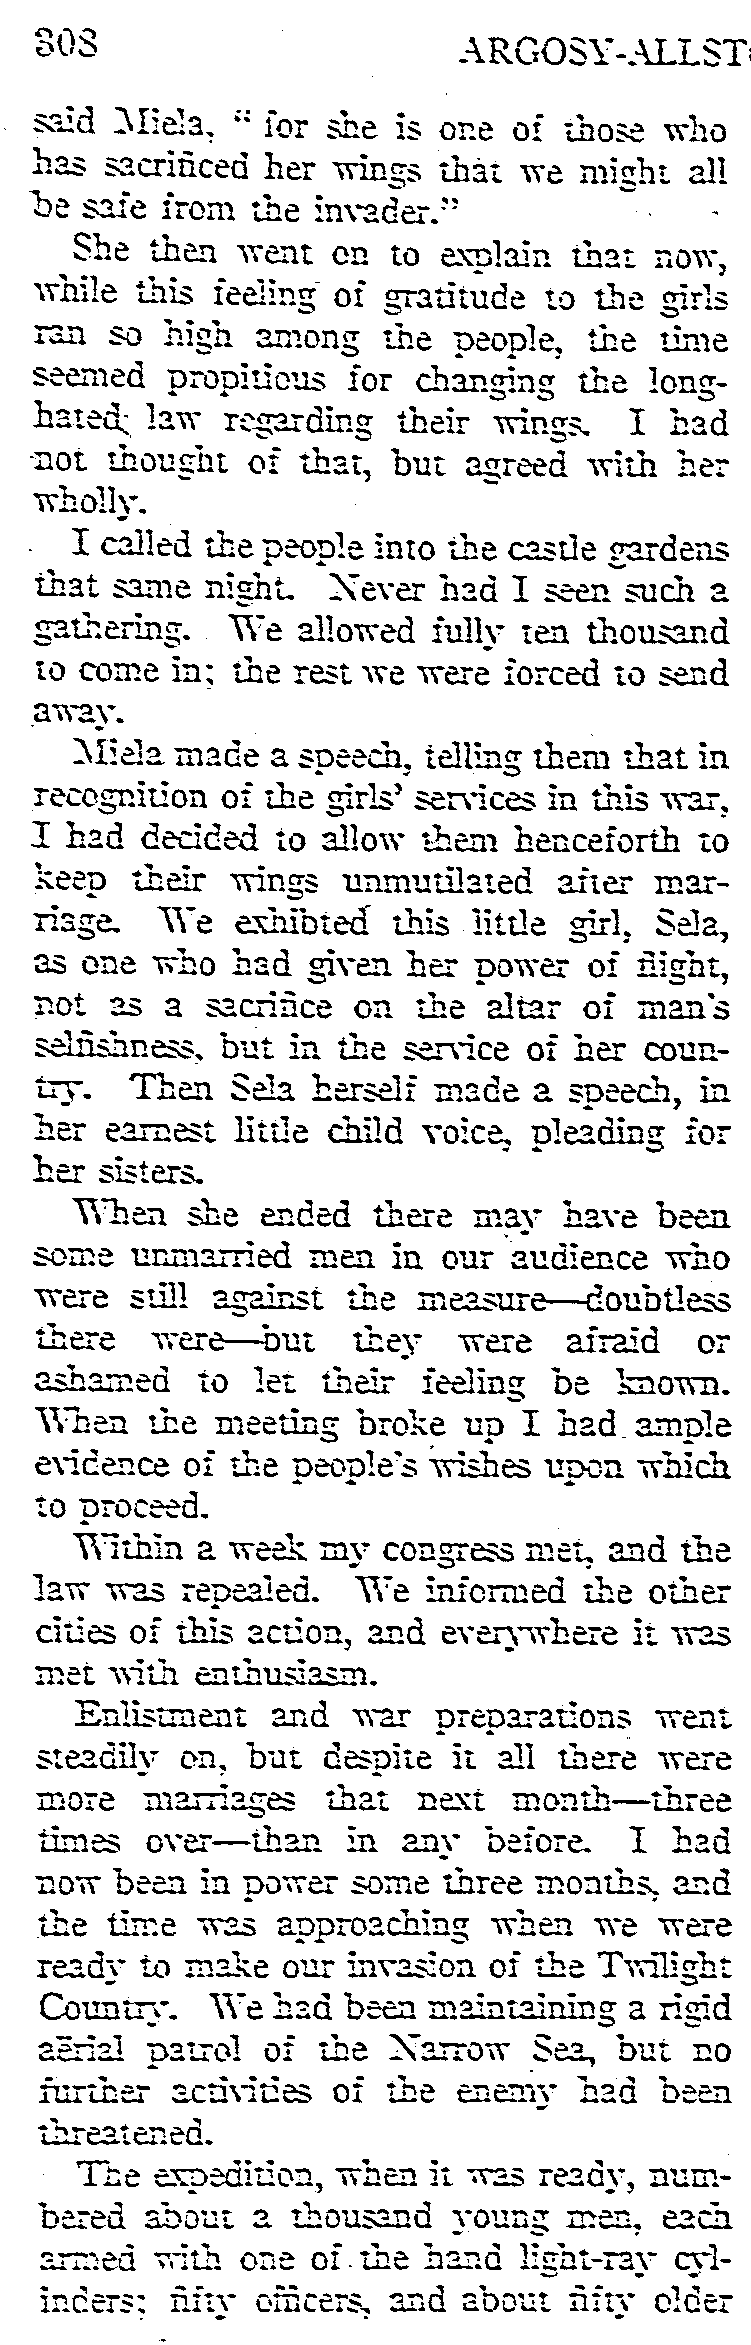 308
ARGOSY-ALLST
said Miela, " for she is one of those who
has sacrificed her wings that we might all
be safe from the invader."
She then went on to explain that now,
while this feeling of gratitude to the girls
ran so high among the people, the time
seemed propitious for changing the long-
hated law regarding their wings. I had
not thought of that, but agreed with her
wholly.
I called the people into the castle gardens
that same night. Never had I seen such a
gathering. We allowed fully ten thousand
to come in; the rest we were forced to send
away.
Miela made a speech, telling them that in
recognition of the girls' services in this war,
I had decided to allow them henceforth to
keep their wings unmutilated after mar-
riage. We exhibted this little girl, Sela,
as one who had given her power of flight,
not as a sacrifice on the altar of man's
selfishness, but in the service of her coun-
try. Then Sela herself made a speech, in
her earnest little child voice, pleading for
her sisters.
When she ended there may have been
some unmarried men in our audience who
were still against the measure—doubtless
there were—but they were afraid or
ashamed to let their feeling be known.
When the meeting broke up I had ample
evidence of the people's wishes upon which
to proceed.
Within a week my congress met, and the
law was repealed. We informed the other
cities of this action, and everywhere it was
met with enthusiasm.
Enlistment and war preparations went
steadily on, but despite it all there were
more marriages that next month—three
times over—than in any before. I had
now been in power some three months, and
the time was approaching when we were
ready to make our invasion of the Twilight
Country. We had been maintaining a rigid
aërial patrol of the Narrow Sea, but no
further activities of the enemy had been
threatened.
The expedition, when it was ready, num-
bered about a thousand young men, each
armed with one of the hand light-ray cyl-
inders; fifty officers, and about fifty older